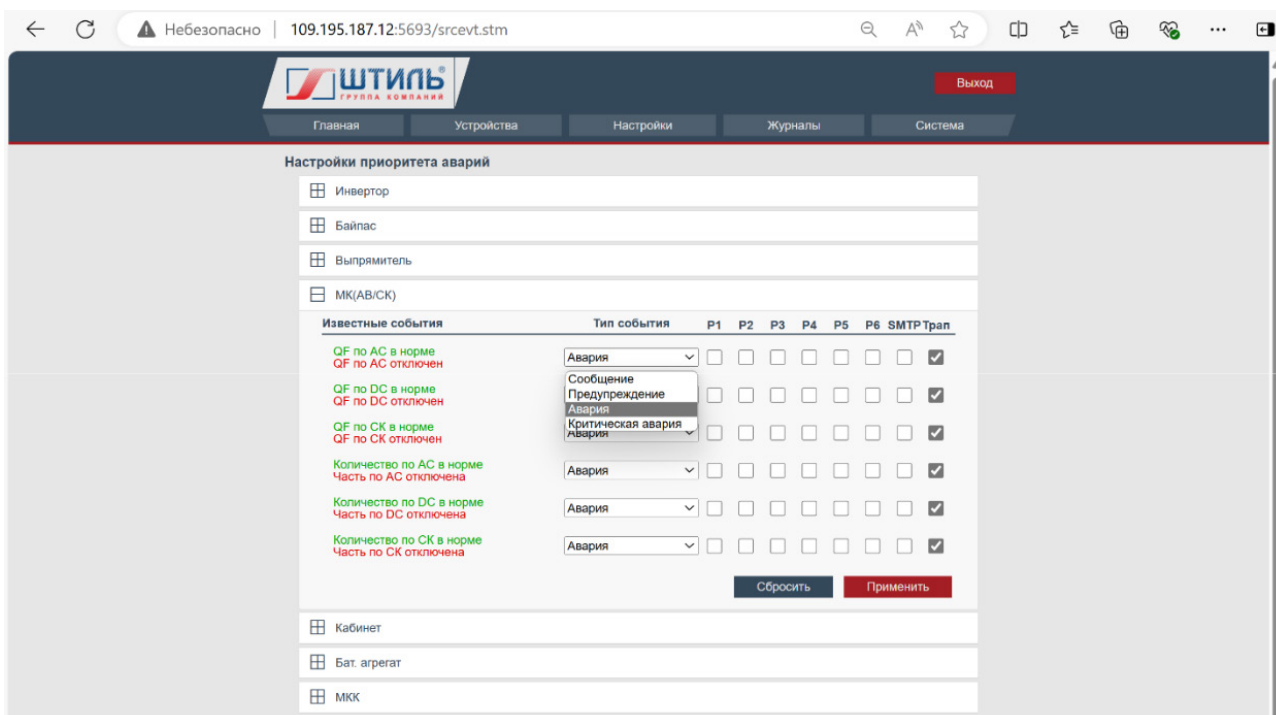 Небезопасно 109.195.187.12:5693/srcevt.stm
ШТИЛЬ®
ГРУППА КОМПАНИЙ
Выход
Главная Устройства Настройки Журналы Система
Настройки приоритета аварий
Инвертор
Байпас
Выпрямитель
МК(АВ/СК)
Известные события Тип события P1 P2 P3 P4 P5 P6 SMTP Трап
QF по AC в норме
QF по AC отключен
Авария
Сообщение
Предупреждение
Авария
Критическая авария
QF по DC в норме
QF по DC отключен
QF по СК в норме
QF по СК отключен
Авария
Количество по AC в норме
Часть по AC отключена
Авария
Количество по DC в норме
Часть по DC отключена
Авария
Количество по СК в норме
Часть по СК отключена
Авария
Сбросить Применить
Кабинет
Бат. агрегат
МКК